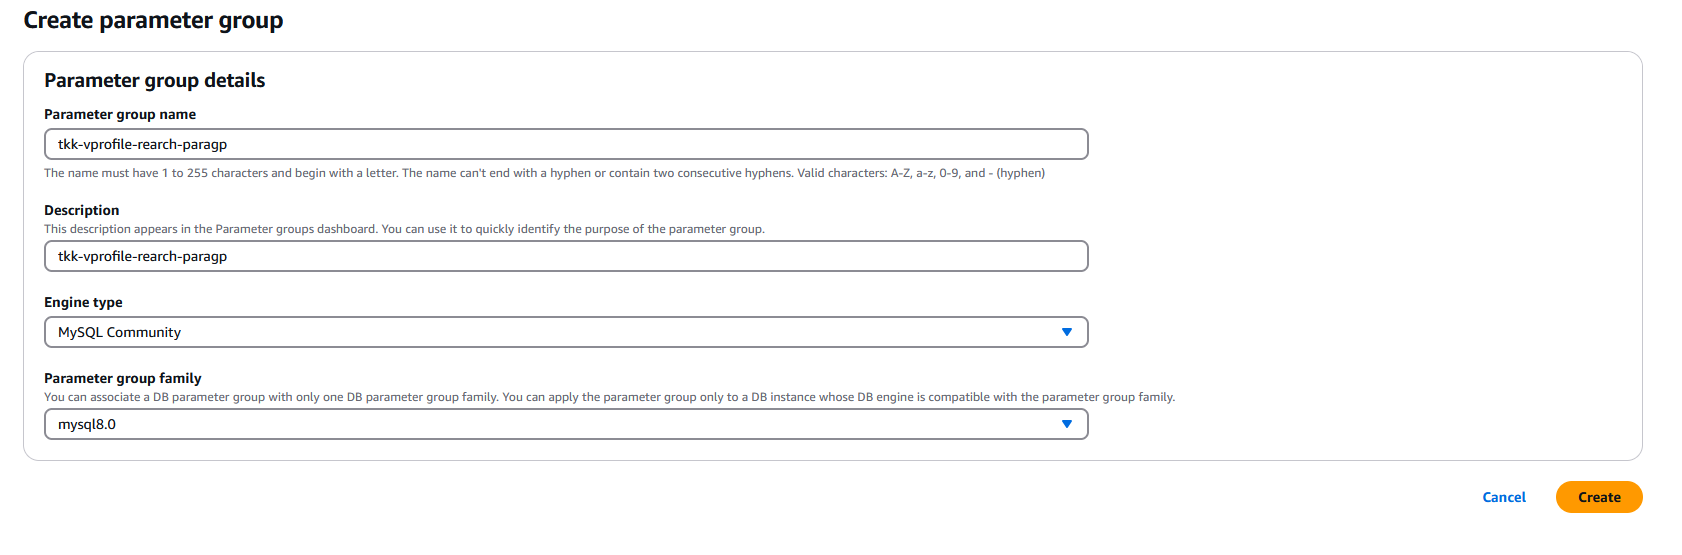 Create parameter group
Parameter group details
Parameter group name
tkk-vprofile-rearch-paragp
The name must have 1 to 255 characters and begin with a letter. The name can't end with a hyphen or contain two consecutive hyphens. Valid characters: A-Z, a-z, 0-9, and - (hyphen)
Description
This description appears in the Parameter groups dashboard. You can use it to quickly identify the purpose of the parameter group.
tkk-vprofile-rearch-paragp
Engine type
MySQL Community
Parameter group family
You can associate a DB parameter group with only one DB parameter group family. You can apply the parameter group only to a DB instance whose DB engine is compatible with the parameter group family.
mysql8.0
Cancel Create